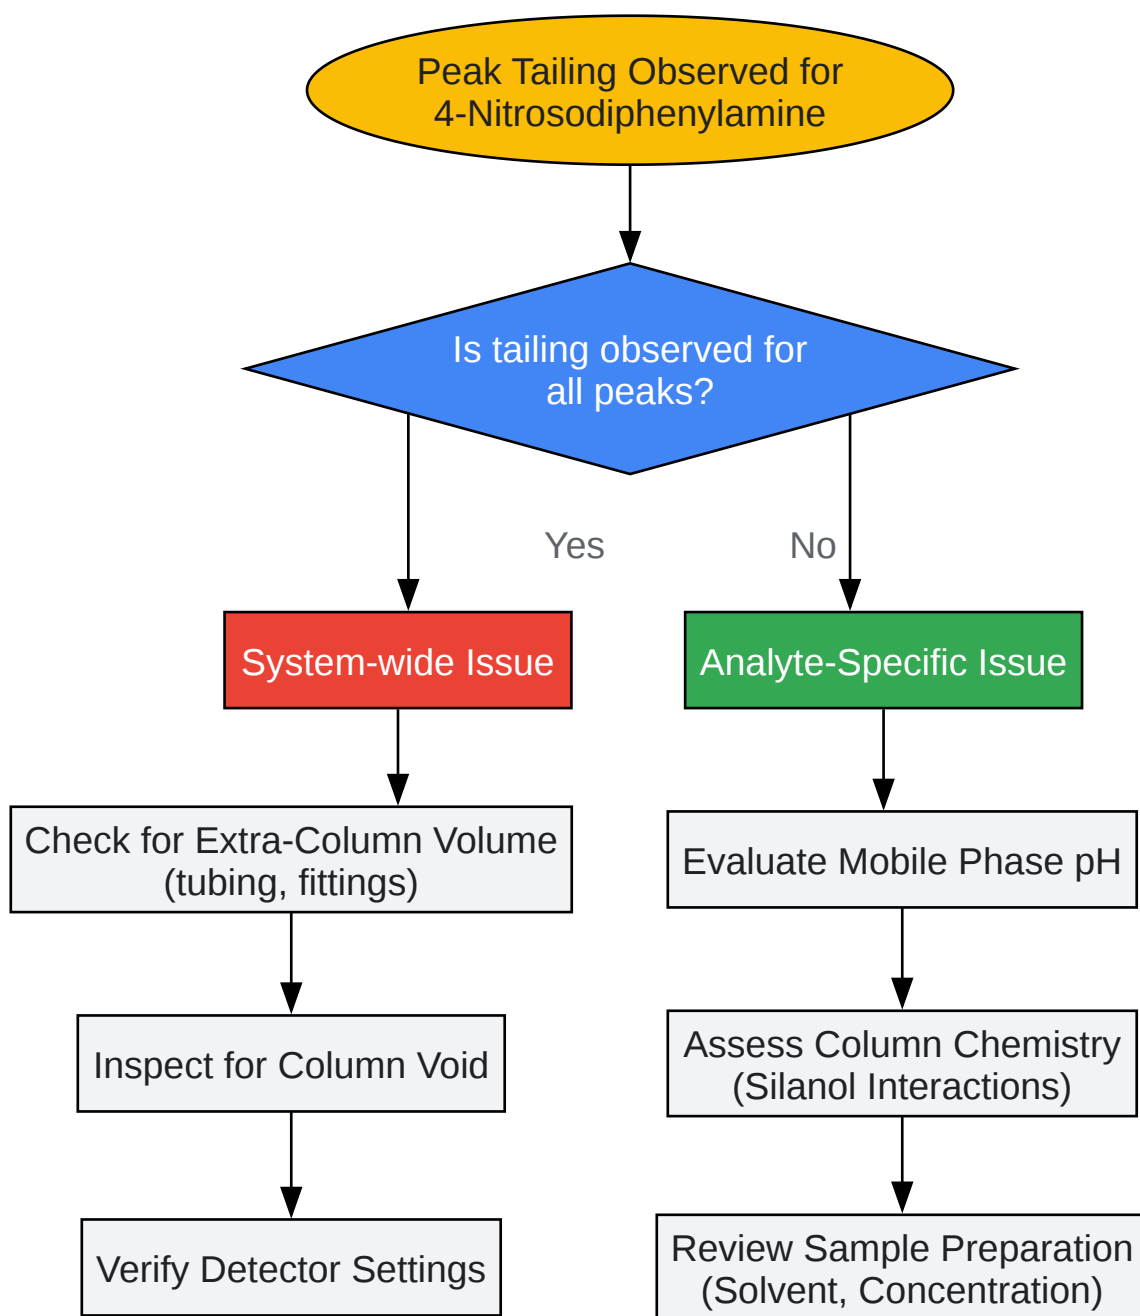 Peak Tailing Observed for
4-Nitrosodiphenylamine
Is tailing observed for
all peaks?
Yes
No
System-wide Issue
Analyte-Specific Issue
Check for Extra-Column Volume
(tubing, fittings)
Evaluate Mobile Phase pH
Inspect for Column Void
Assess Column Chemistry
(Silanol Interactions)
Verify Detector Settings
Review Sample Preparation
(Solvent, Concentration)